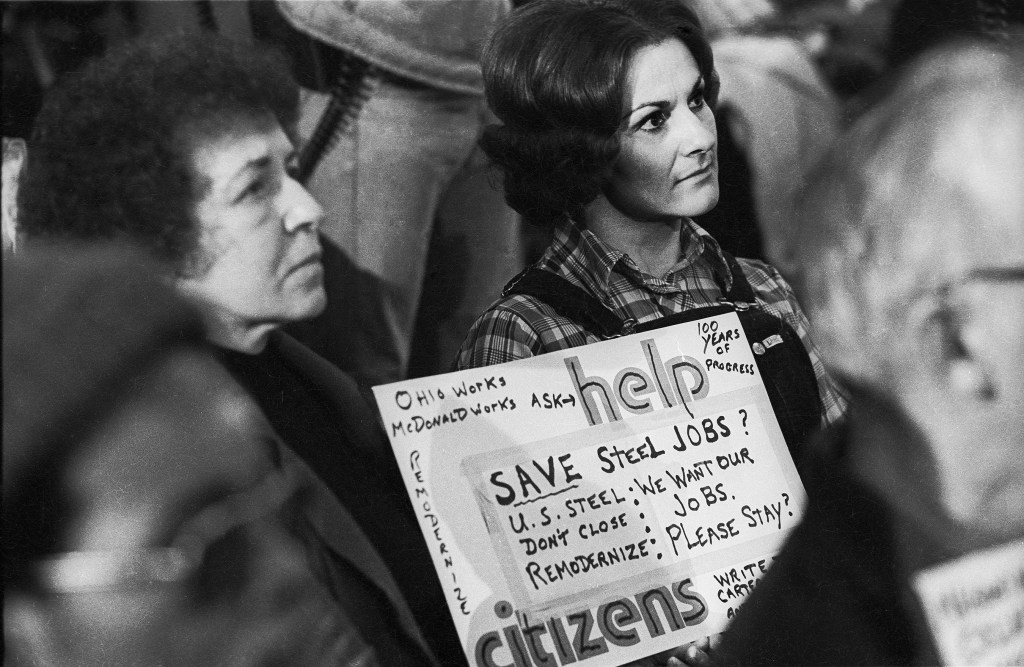 OHIO WORKS
McDONALD WORKS
ASK→
help
100
YEARS
OF
PROGRESS
REMODERNIZE
SAVE STEEL JOBS?
U.S. STEEL: WE WANT OUR
DON'T CLOSE: JOBS.
REMODERNIZE: PLEASE STAY?
citizens
WRITE